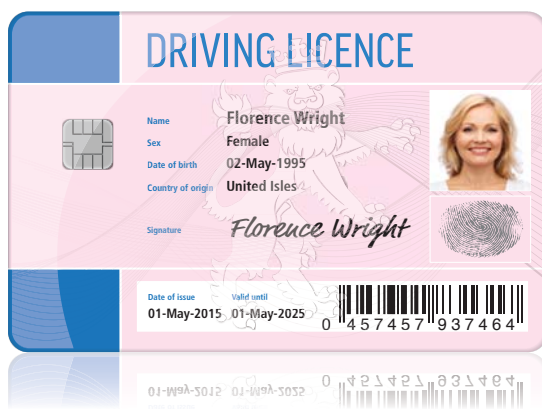 DRIVING LICENCE
Name Florence Wright
Sex Female
Date of birth 02-May-1995
Country of origin United Isles
Signature Florence Wright
Date of issue Valid until
01-May-2015 01-May-2025
0 457457 937464